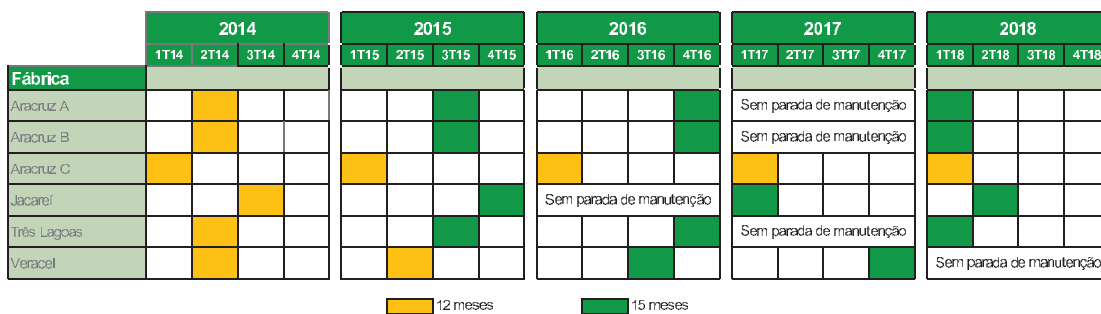 2014 2015 2016 2017 2018
1T14 2T14 3T14 4T14 1T15 2T15 3T15 4T15 1T16 2T16 3T16 4T16 1T17 2T17 3T17 4T17 1T18 2T18 3T18 4T18
Fábrica
Aracruz A Sem parada de manutenção
Aracruz B Sem parada de manutenção
Aracruz C
Jacareí Sem parada de manutenção
Três Lagoas Sem parada de manutenção
Veracel Sem parada de manutenção
12 meses 15 meses